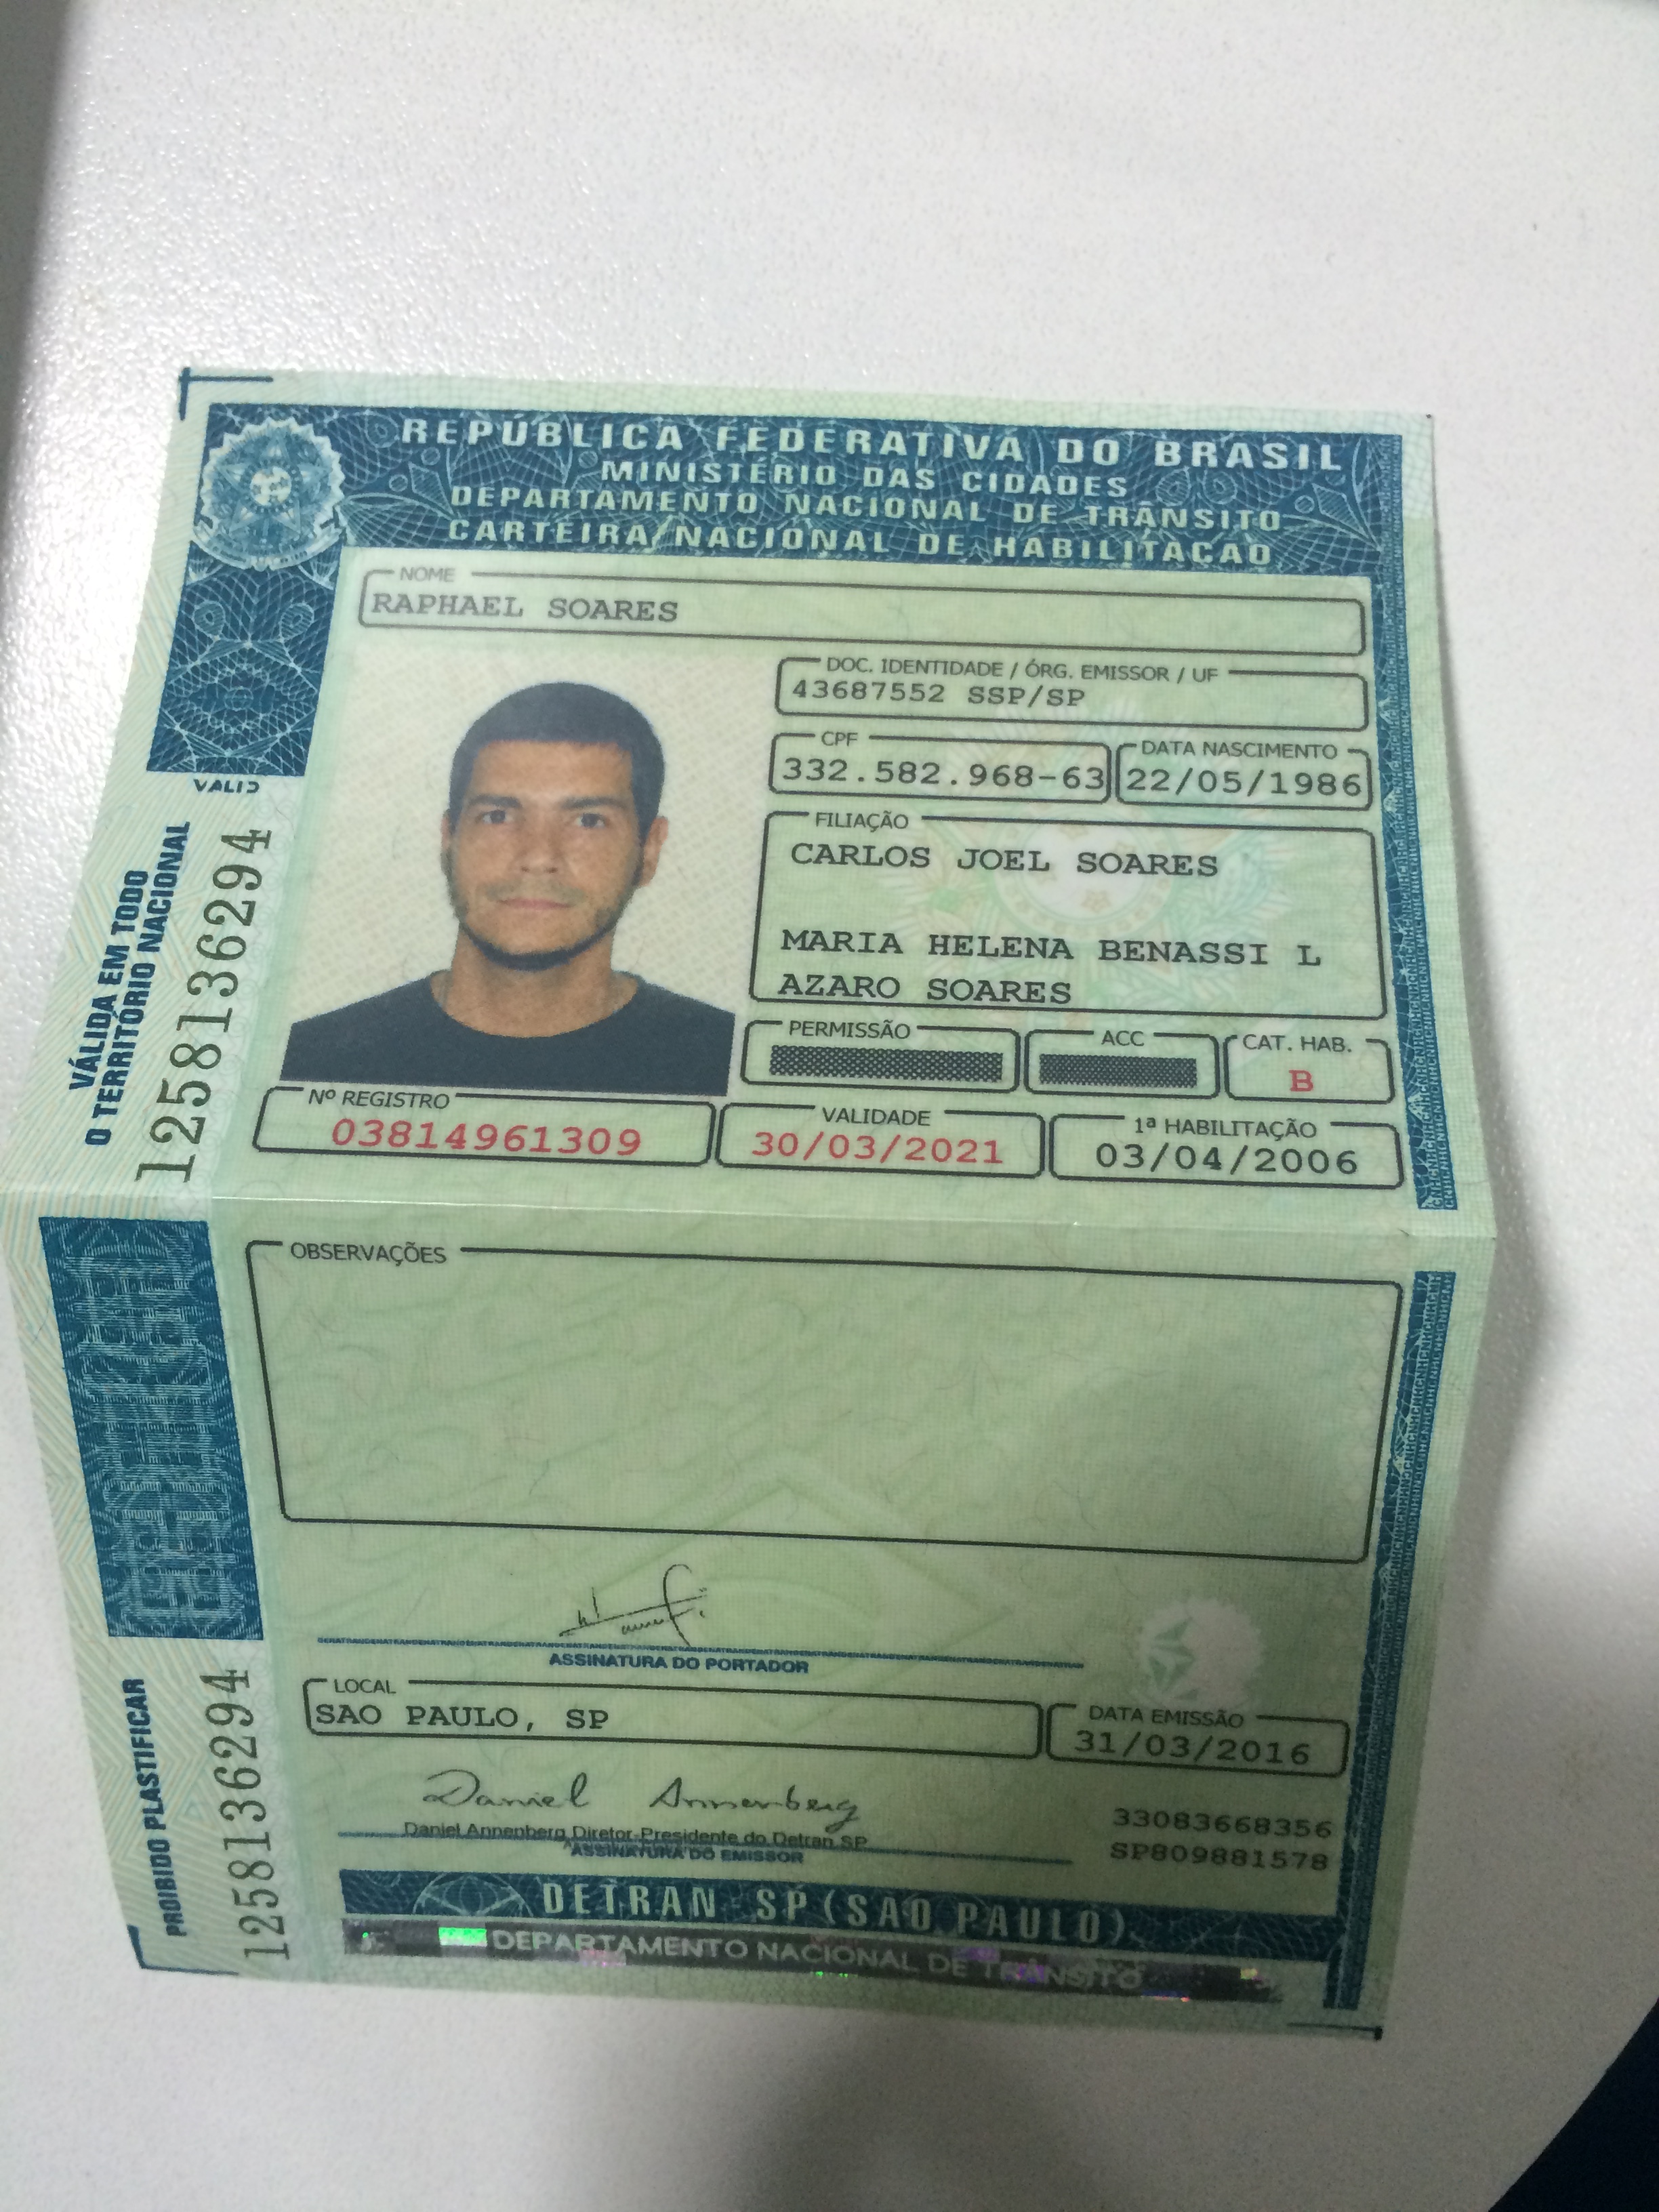 REPÚBLICA FEDERATIVA DO BRASIL
MINISTÉRIO DAS CIDADES
DEPARTAMENTO NACIONAL DE TRÂNSITO
CARTEIRA NACIONAL DE HABILITAÇÃO
NOME
RAPHAEL SOARES
DOC. IDENTIDADE / ÓRG. EMISSOR / UF
43687552 SSP/SP
CPF
332.582.968-63
DATA NASCIMENTO
22/05/1986
FILIAÇÃO
CARLOS JOEL SOARES
MARIA HELENA BENASSI L
AZARO SOARES
PERMISSÃO
ACC
CAT. HAB.
B
Nº REGISTRO
03814961309
VALIDADE
30/03/2021
1ª HABILITAÇÃO
03/04/2006
VALID
VÁLIDA EM TODO
O TERRITÓRIO NACIONAL
1258136294
OBSERVAÇÕES
ASSINATURA DO PORTADOR
LOCAL
SAO PAULO, SP
DATA EMISSÃO
31/03/2016
Daniel Annenberg
Daniel Annenberg Diretor-Presidente do Detran.SP
ASSINATURA DO EMISSOR
33083668356
SP809881578
PROIBIDO PLASTIFICAR
1258136294
DETRAN SP (SAO PAULO)
DEPARTAMENTO NACIONAL DE TRÂNSITO